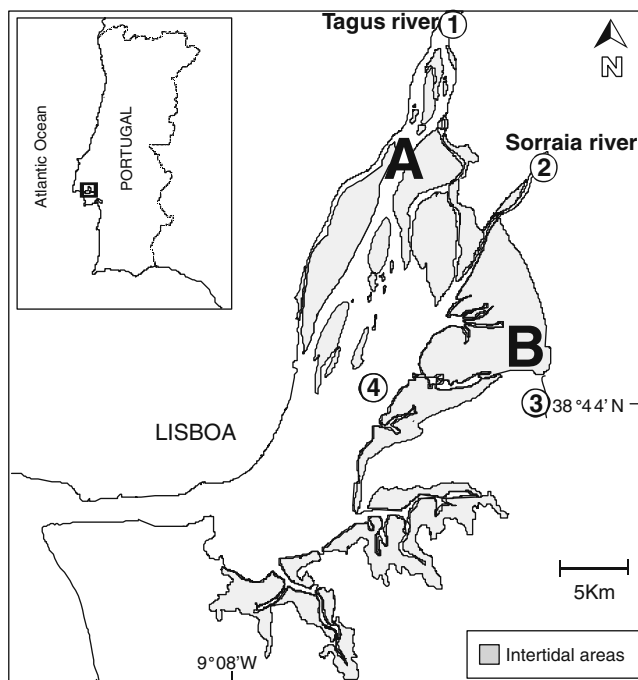 Tagus river 1
N
Atlantic Ocean
PORTUGAL
A
Sorraia river
2
B
4
3 38°44' N
LISBOA
5Km
9°08'W
Intertidal areas